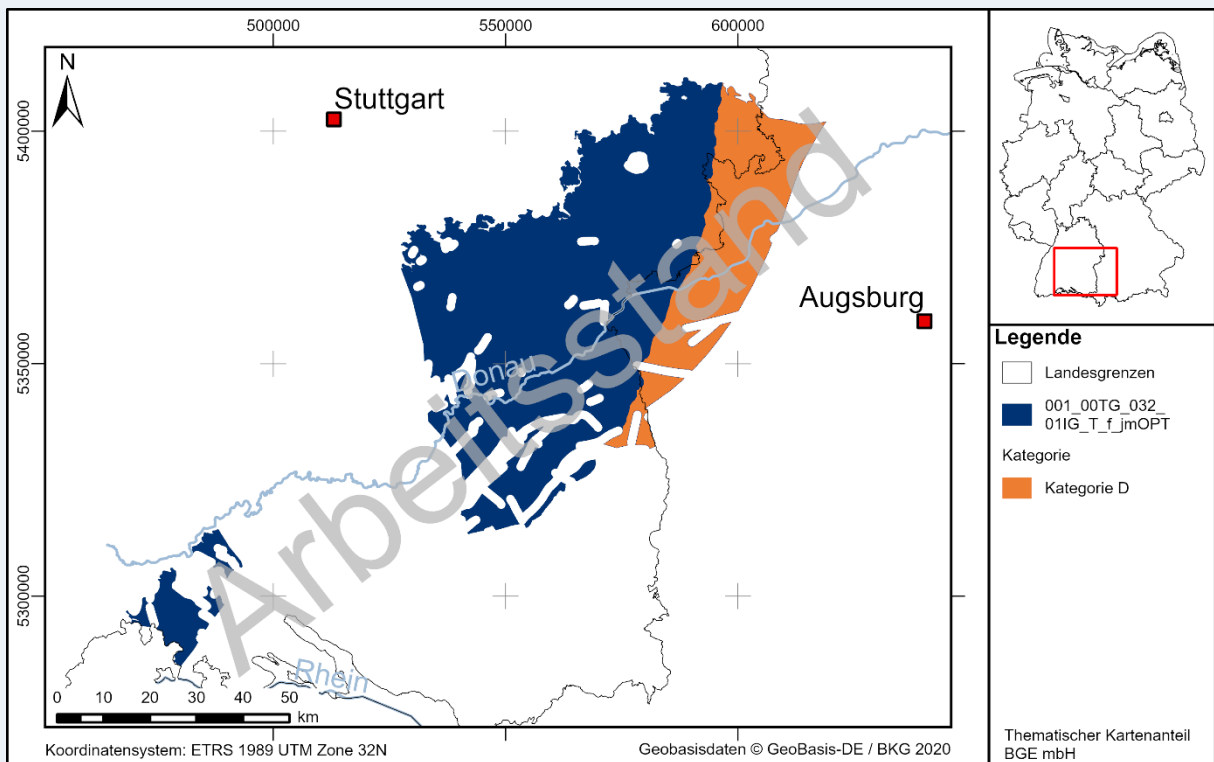 500000
550000
600000
N
Stuttgart
5400000
Augsburg
5350000
Donau
Arbeitsstand
5300000
Rhein
0 10 20 30 40 50
km
Koordinatensystem: ETRS 1989 UTM Zone 32N
Geobasisdaten © GeoBasis-DE / BKG 2020
Legende
Landesgrenzen
001_00TG_032_
01IG_T_f_jmOPT
Kategorie
Kategorie D
Thematischer Kartenanteil
BGE mbH